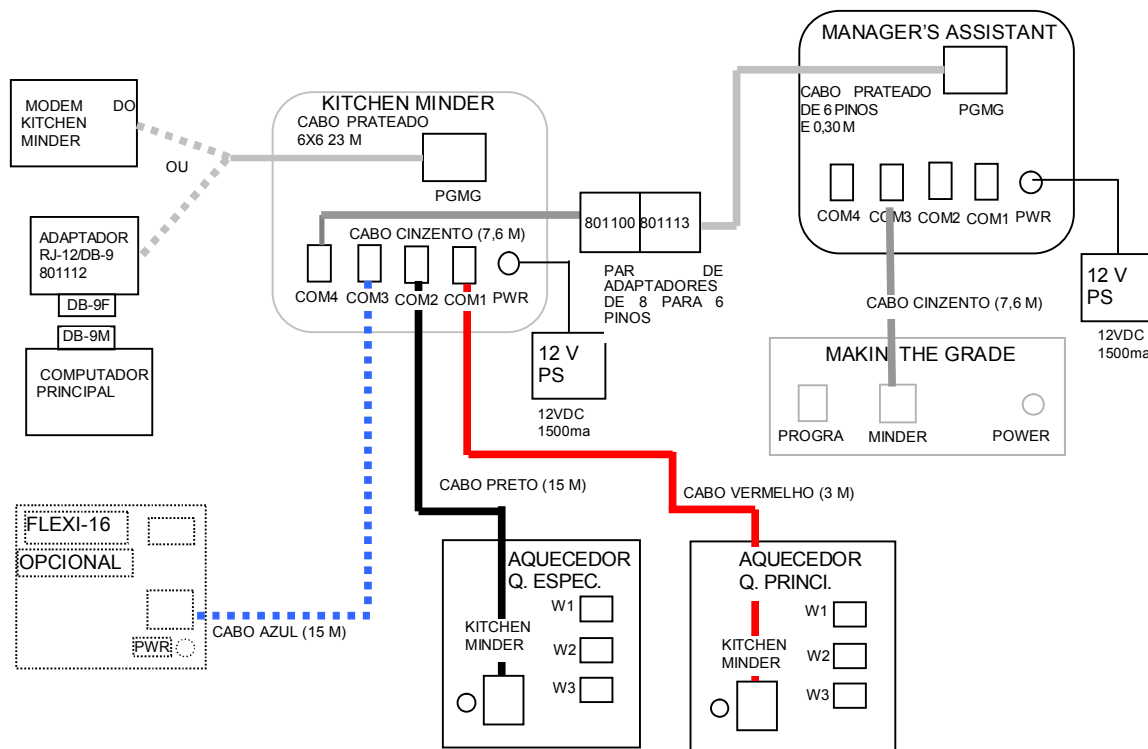 MODEM DO
KITCHEN
MINDER
OU
ADAPTADOR
RJ-12/DB-9
801112
DB-9F
DB-9M
COMPUTADOR
PRINCIPAL
KITCHEN MINDER
CABO PRATEADO
6X6 23 M
PGMG
CABO CINZENTO (7,6 M)
COM4
COM3
COM2
COM1
PWR
12 V
PS
12VDC
1500ma
801100
801113
PAR DE
ADAPTADORES
DE 8 PARA 6
PINOS
MANAGER'S ASSISTANT
CABO PRATEADO
DE 6 PINOS
E 0,30 M
PGMG
COM4
COM3
COM2
COM1
PWR
12 V
PS
12VDC
1500ma
CABO CINZENTO (7,6 M)
MAKIN' THE GRADE
PROGRA
MINDER
POWER
CABO PRETO (15 M)
CABO VERMELHO (3 M)
FLEXI-16
OPCIONAL
PWR
CABO AZUL (15 M)
AQUECEDOR
Q. ESPEC.
W1
KITCHEN
MINDER
W2
W3
AQUECEDOR
Q. PRINCI.
W1
KITCHEN
MINDER
W2
W3